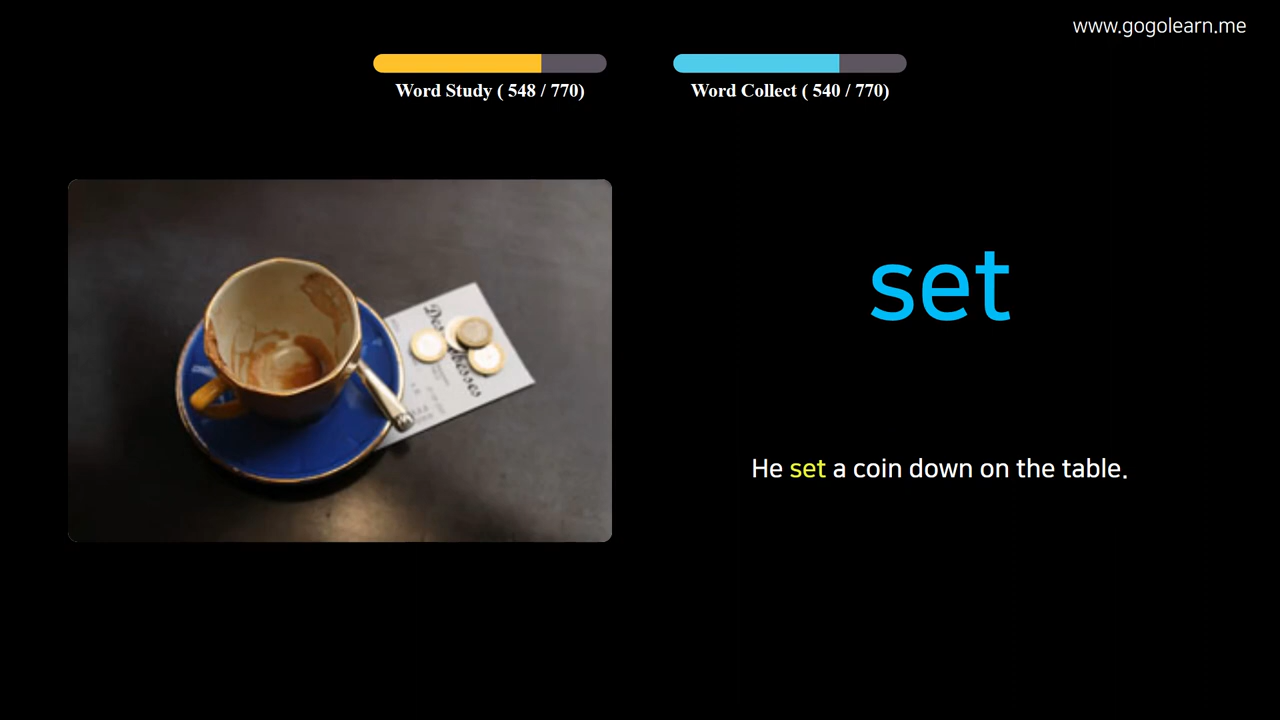 www.gogolearn.me
Word Study ( 548 / 770)
Word Collect ( 540 / 770)
set
He set a coin down on the table.